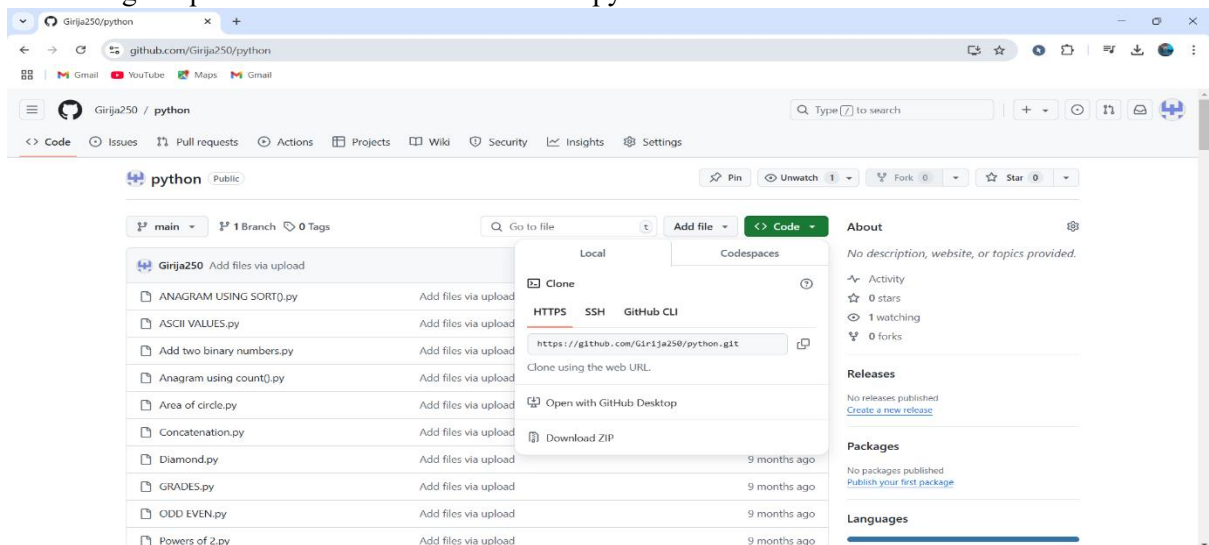 Girija250/python
github.com/Girija250/python
Gmail YouTube Maps Gmail
Girija250 / python Type / to search
Code Issues Pull requests Actions Projects Wiki Security Insights Settings
python Public Pin Unwatch 1 Fork 0 Star 0
main 1 Branch 0 Tags Go to file t Add file Code
Girija250 Add files via upload
ANAGRAM USING SORT().py Add files via upload
ASCII VALUES.py Add files via upload
Add two binary numbers.py Add files via upload
Anagram using count().py Add files via upload
Area of circle.py Add files via upload
Concatenation.py Add files via upload
Diamond.py Add files via upload 9 months ago
GRADES.py Add files via upload 9 months ago
ODD EVEN.py Add files via upload 9 months ago
Powers of 2.py Add files via upload 9 months ago
Local Codespaces
Clone
HTTPS SSH GitHub CLI
https://github.com/Girija250/python.git
Clone using the web URL.
Open with GitHub Desktop
Download ZIP
About
No description, website, or topics provided.
Activity
0 stars
1 watching
0 forks
Releases
No releases published
Create a new release
Packages
No packages published
Publish your first package
Languages